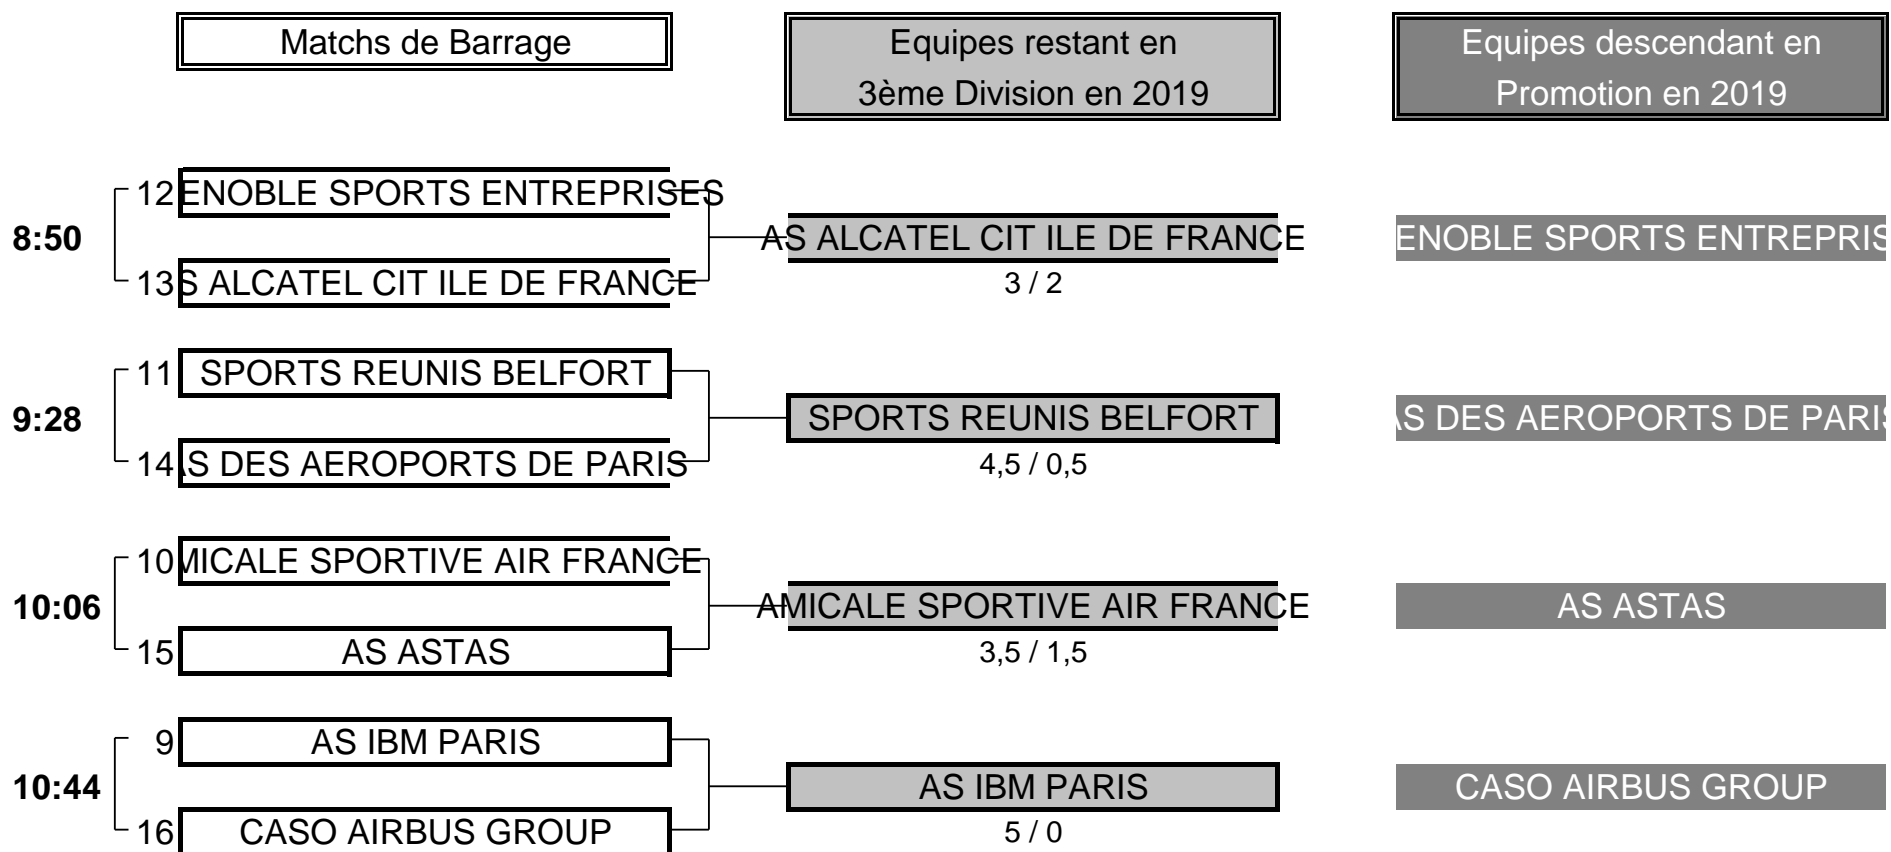 Matchs de Barrage
Equipes restant en
3ème Division en 2019
Equipes descendant en
Promotion en 2019
12 ENOBLE SPORTS ENTREPRISES
8:50
AS ALCATEL CIT ILE DE FRANCE
ENOBLE SPORTS ENTREPRIS
13 S ALCATEL CIT ILE DE FRANCE
3 / 2
11 SPORTS REUNIS BELFORT
9:28
SPORTS REUNIS BELFORT
AS DES AEROPORTS DE PARIS
14 AS DES AEROPORTS DE PARIS
4,5 / 0,5
10 MICALE SPORTIVE AIR FRANCE
10:06
AMICALE SPORTIVE AIR FRANCE
AS ASTAS
15 AS ASTAS
3,5 / 1,5
9 AS IBM PARIS
10:44
AS IBM PARIS
CASO AIRBUS GROUP
16 CASO AIRBUS GROUP
5 / 0